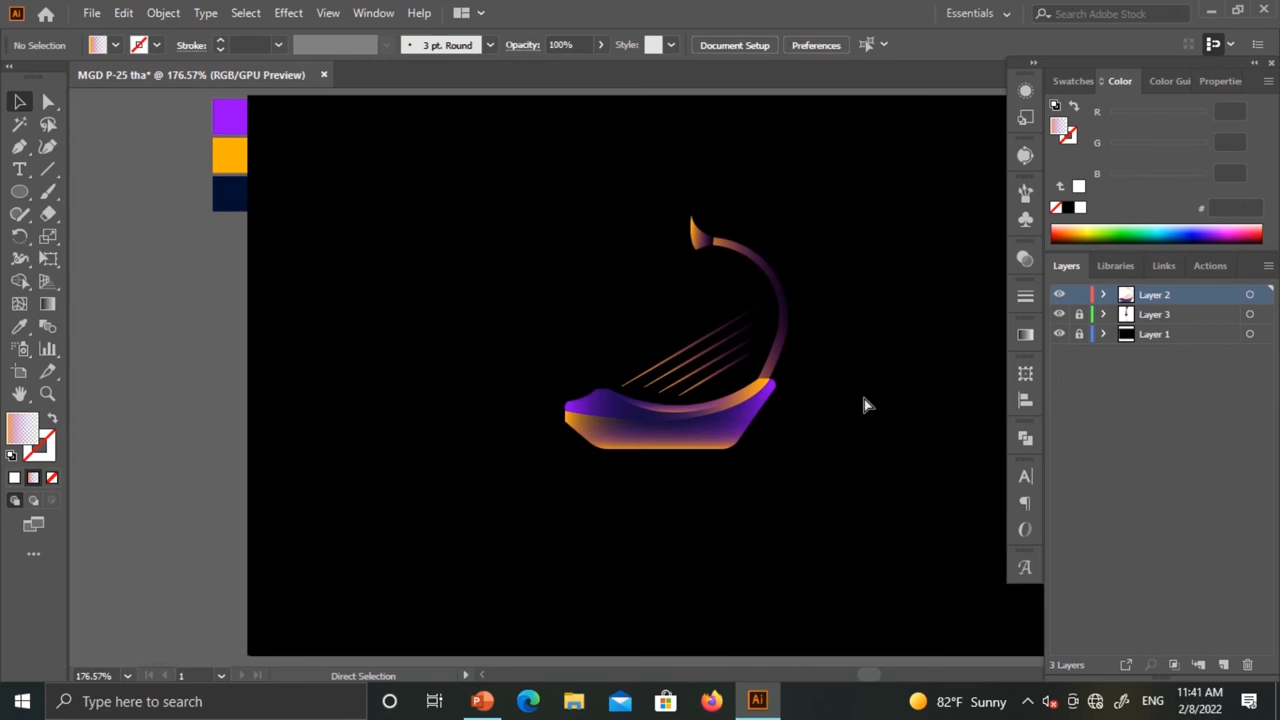 Ai File Edit Object Type Select Effect View Window Help Essentials Search Adobe Stock
No Selection Stroke: 3 pt. Round Opacity: 100% Style: Document Setup Preferences
MGD P-25 tha* @ 176.57% (RGB/GPU Preview)
Swatches Color Color Gui Properties
R
G
B
#
Layers Libraries Links Actions
Layer 2
Layer 3
Layer 1
176.57% 1 Direct Selection
3 Layers
Type here to search
Ai
82°F Sunny
ENG
11:41 AM
2/8/2022